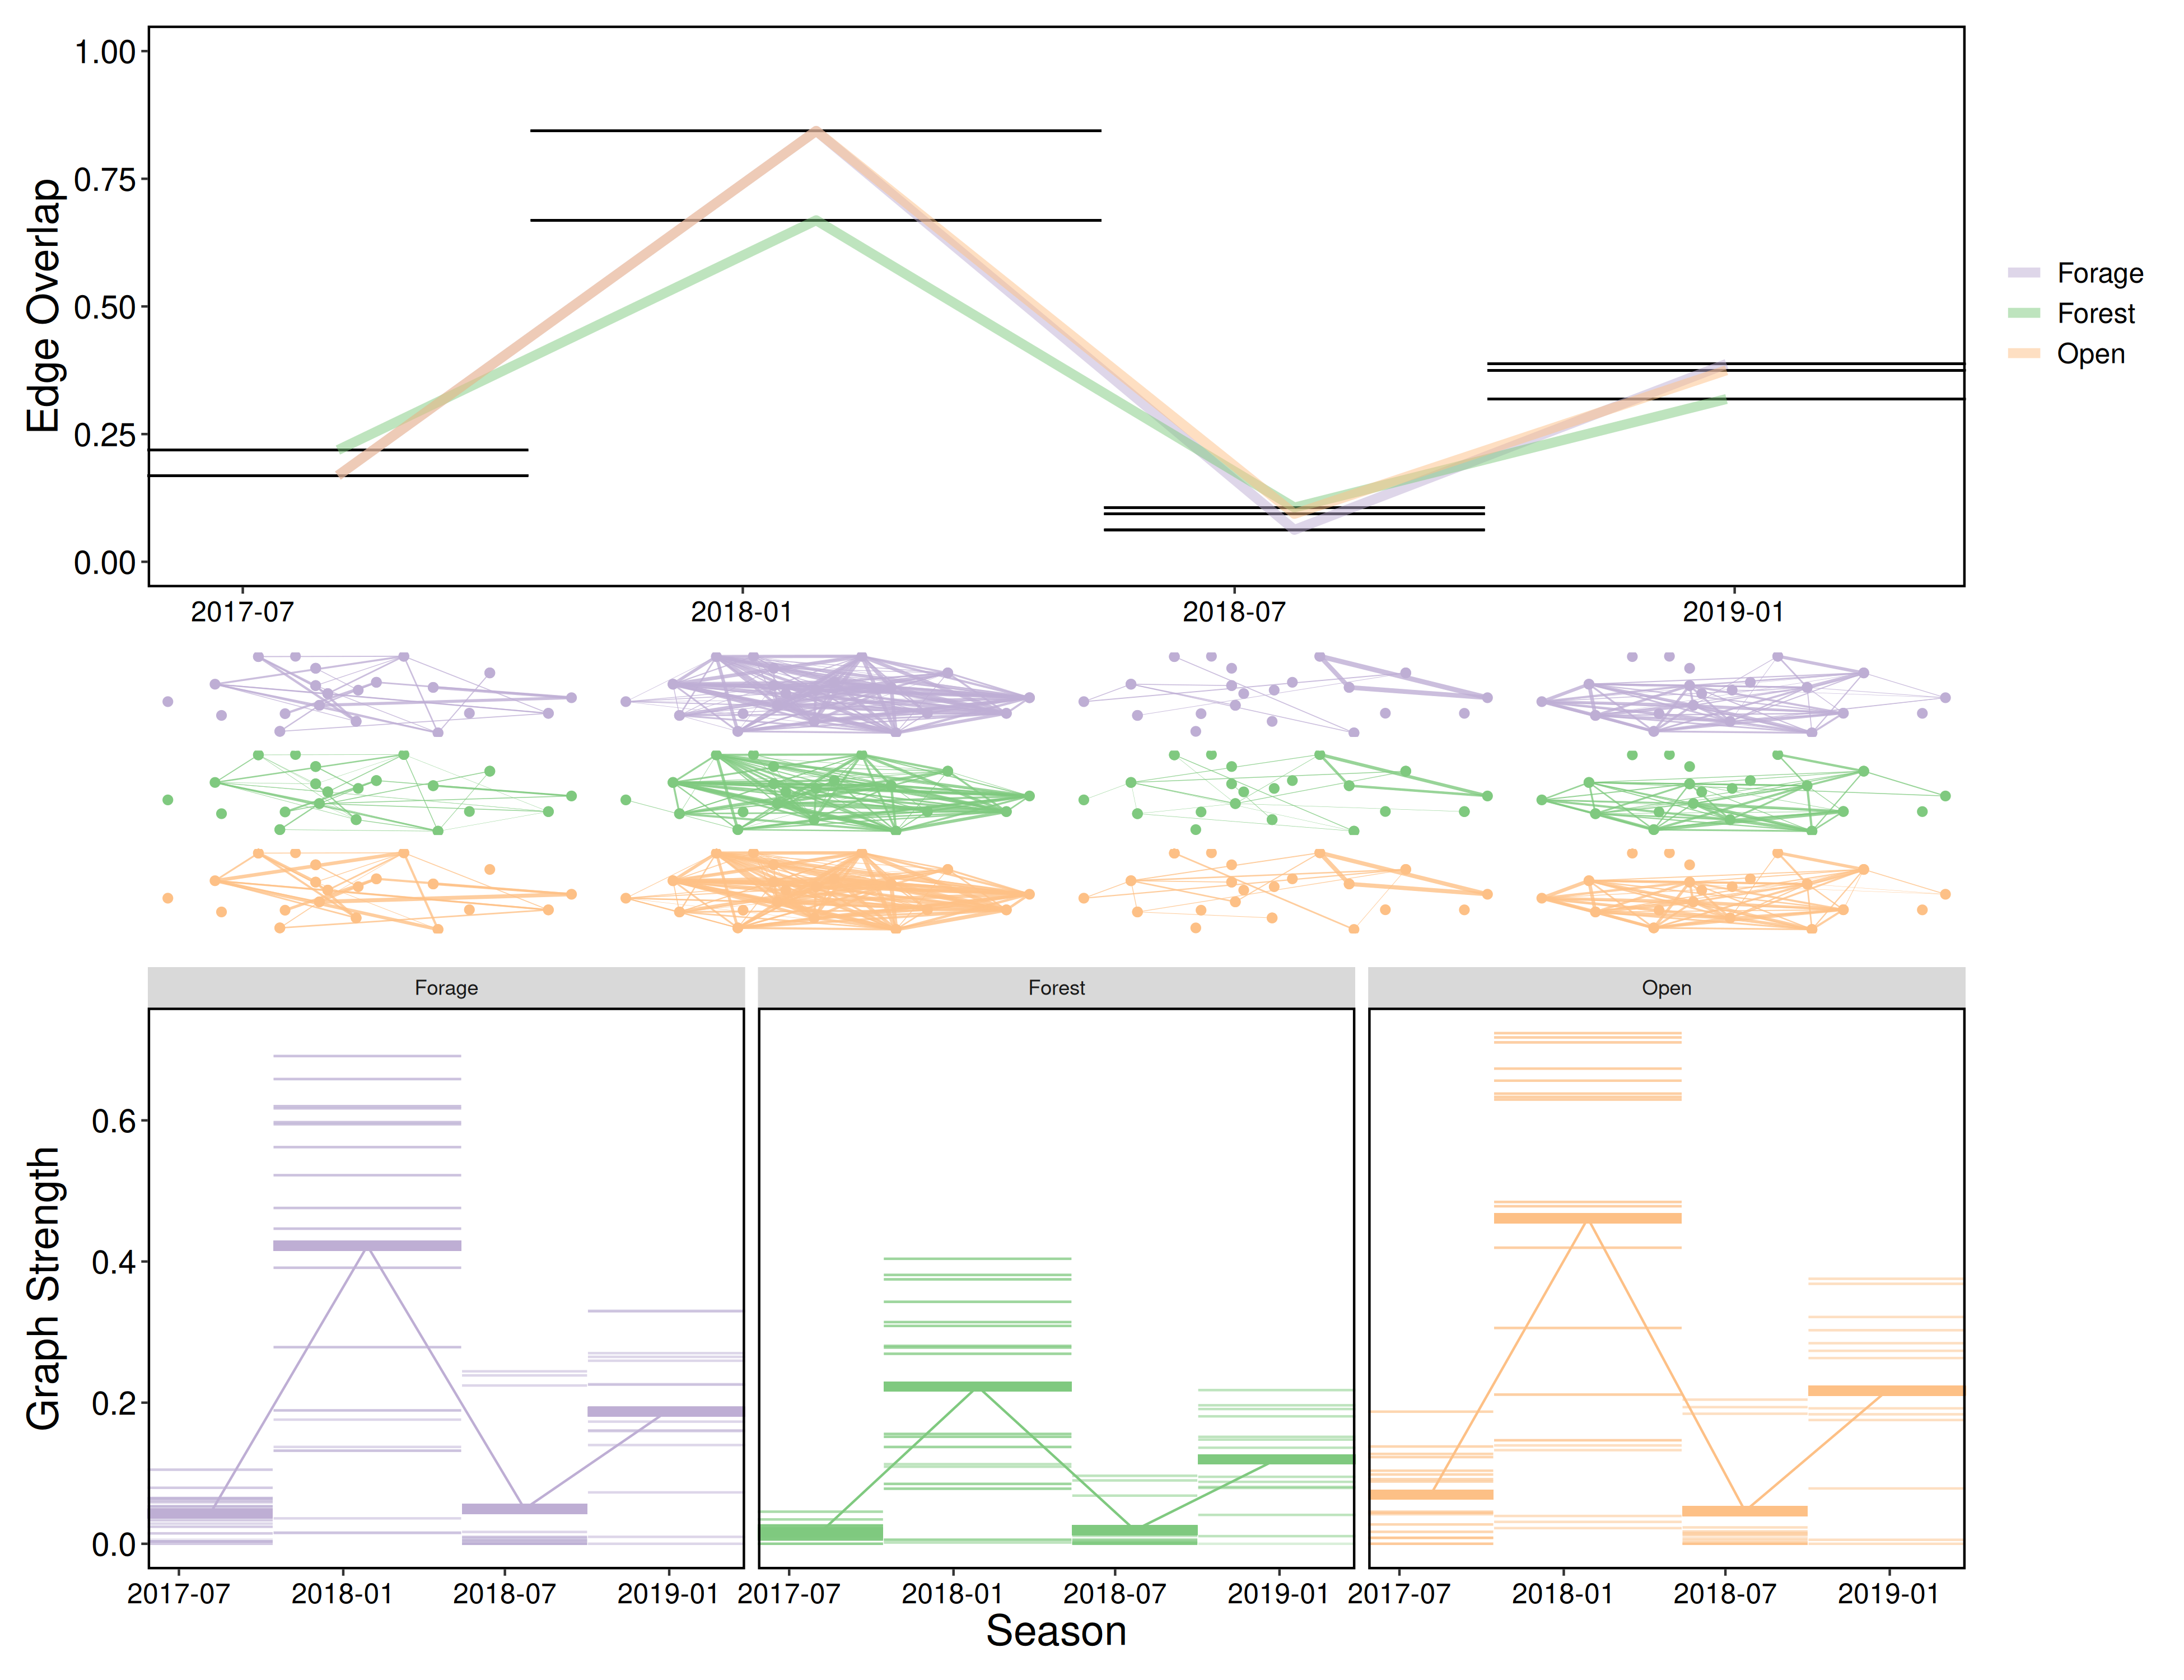 1.00
0.75
0.50
0.25
0.00
Edge Overlap
2017-07 2018-01 2018-07 2019-01
Forage
Forest
Open
Forage Forest Open
0.6
0.4
0.2
0.0
Graph Strength
2017-07 2018-01 2018-07 2019-01 2017-07 2018-01 2018-07 2019-01 2017-07 2018-01 2018-07 2019-01
Season